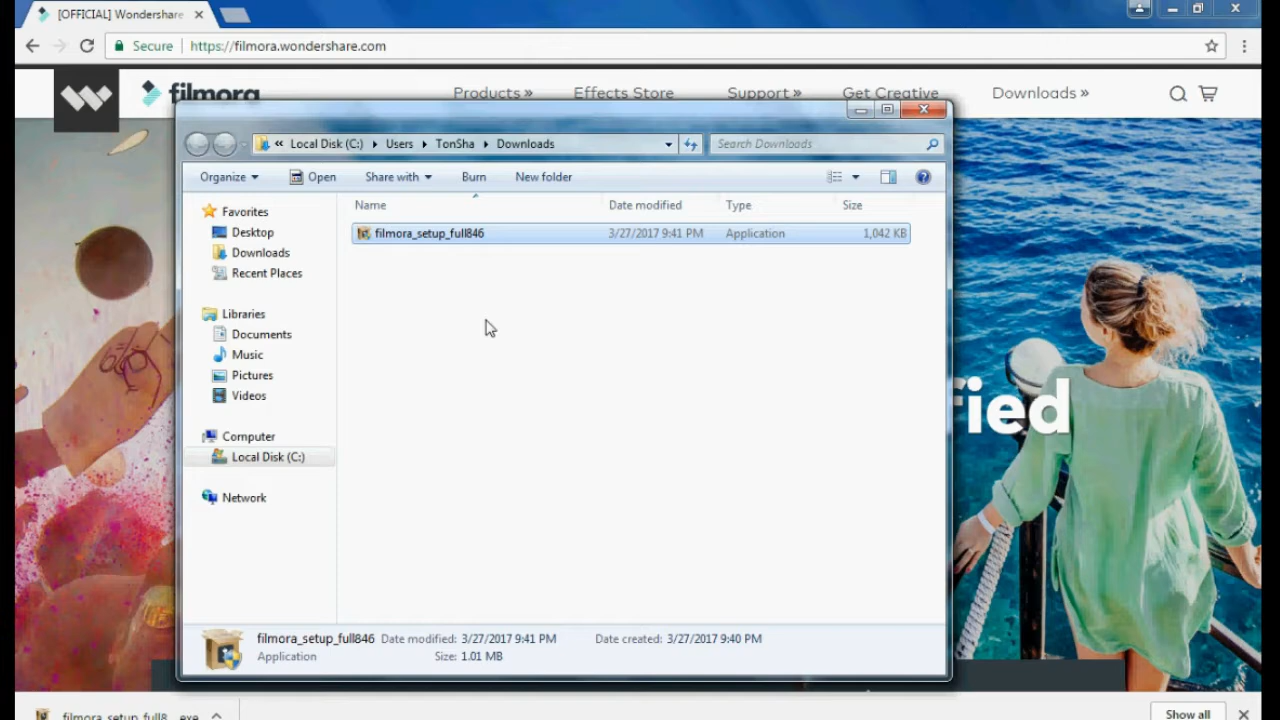 [OFFICIAL] Wondershare
Secure https://filmora.wondershare.com
filmora Products » Effects Store Support » Get Creative Downloads »
« Local Disk (C:) Users TonSha Downloads Search Downloads
Organize Open Share with Burn New folder
Name Date modified Type Size
filmora_setup_full846 3/27/2017 9:41 PM Application 1,042 KB
Favorites
Desktop
Downloads
Recent Places
Libraries
Documents
Music
Pictures
Videos
Computer
Local Disk (C:)
Network
fied
filmora_setup_full846 Date modified: 3/27/2017 9:41 PM Date created: 3/27/2017 9:40 PM
Application Size: 1.01 MB
filmora_setup_full8....exe Show all